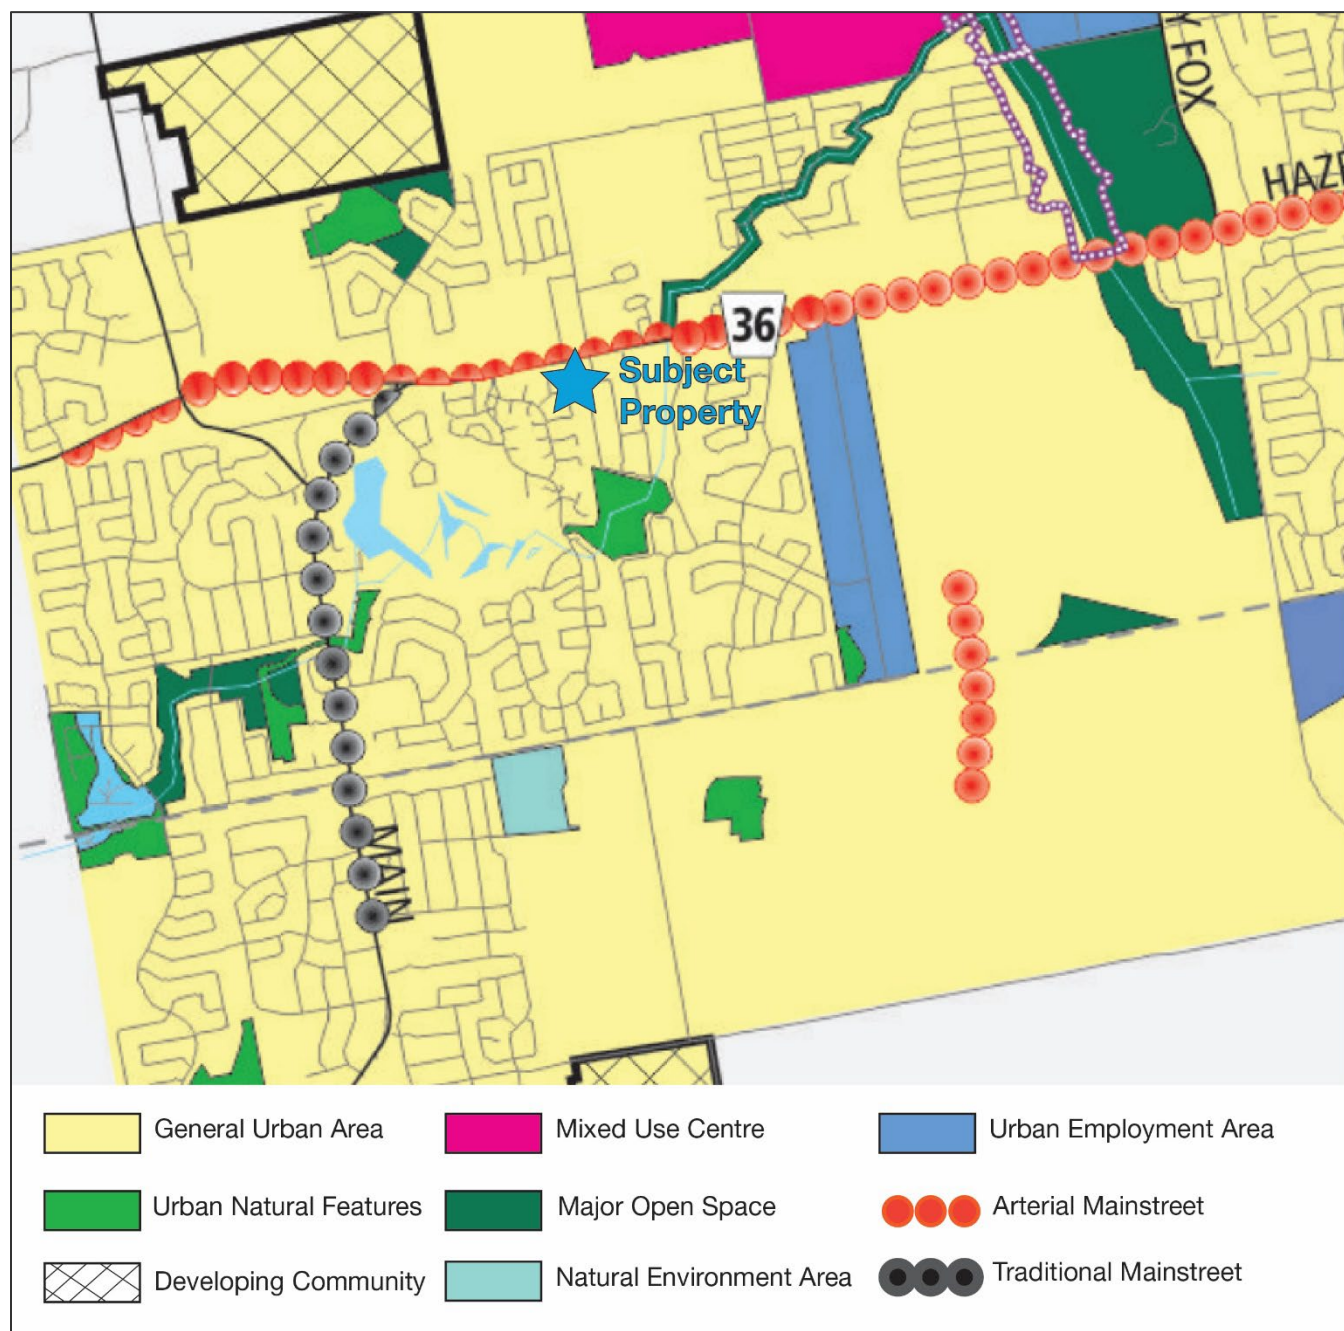 Y FOX
HAZE
36
Subject
Property
MAIN
General Urban Area
Mixed Use Centre
Urban Employment Area
Urban Natural Features
Major Open Space
Arterial Mainstreet
Developing Community
Natural Environment Area
Traditional Mainstreet